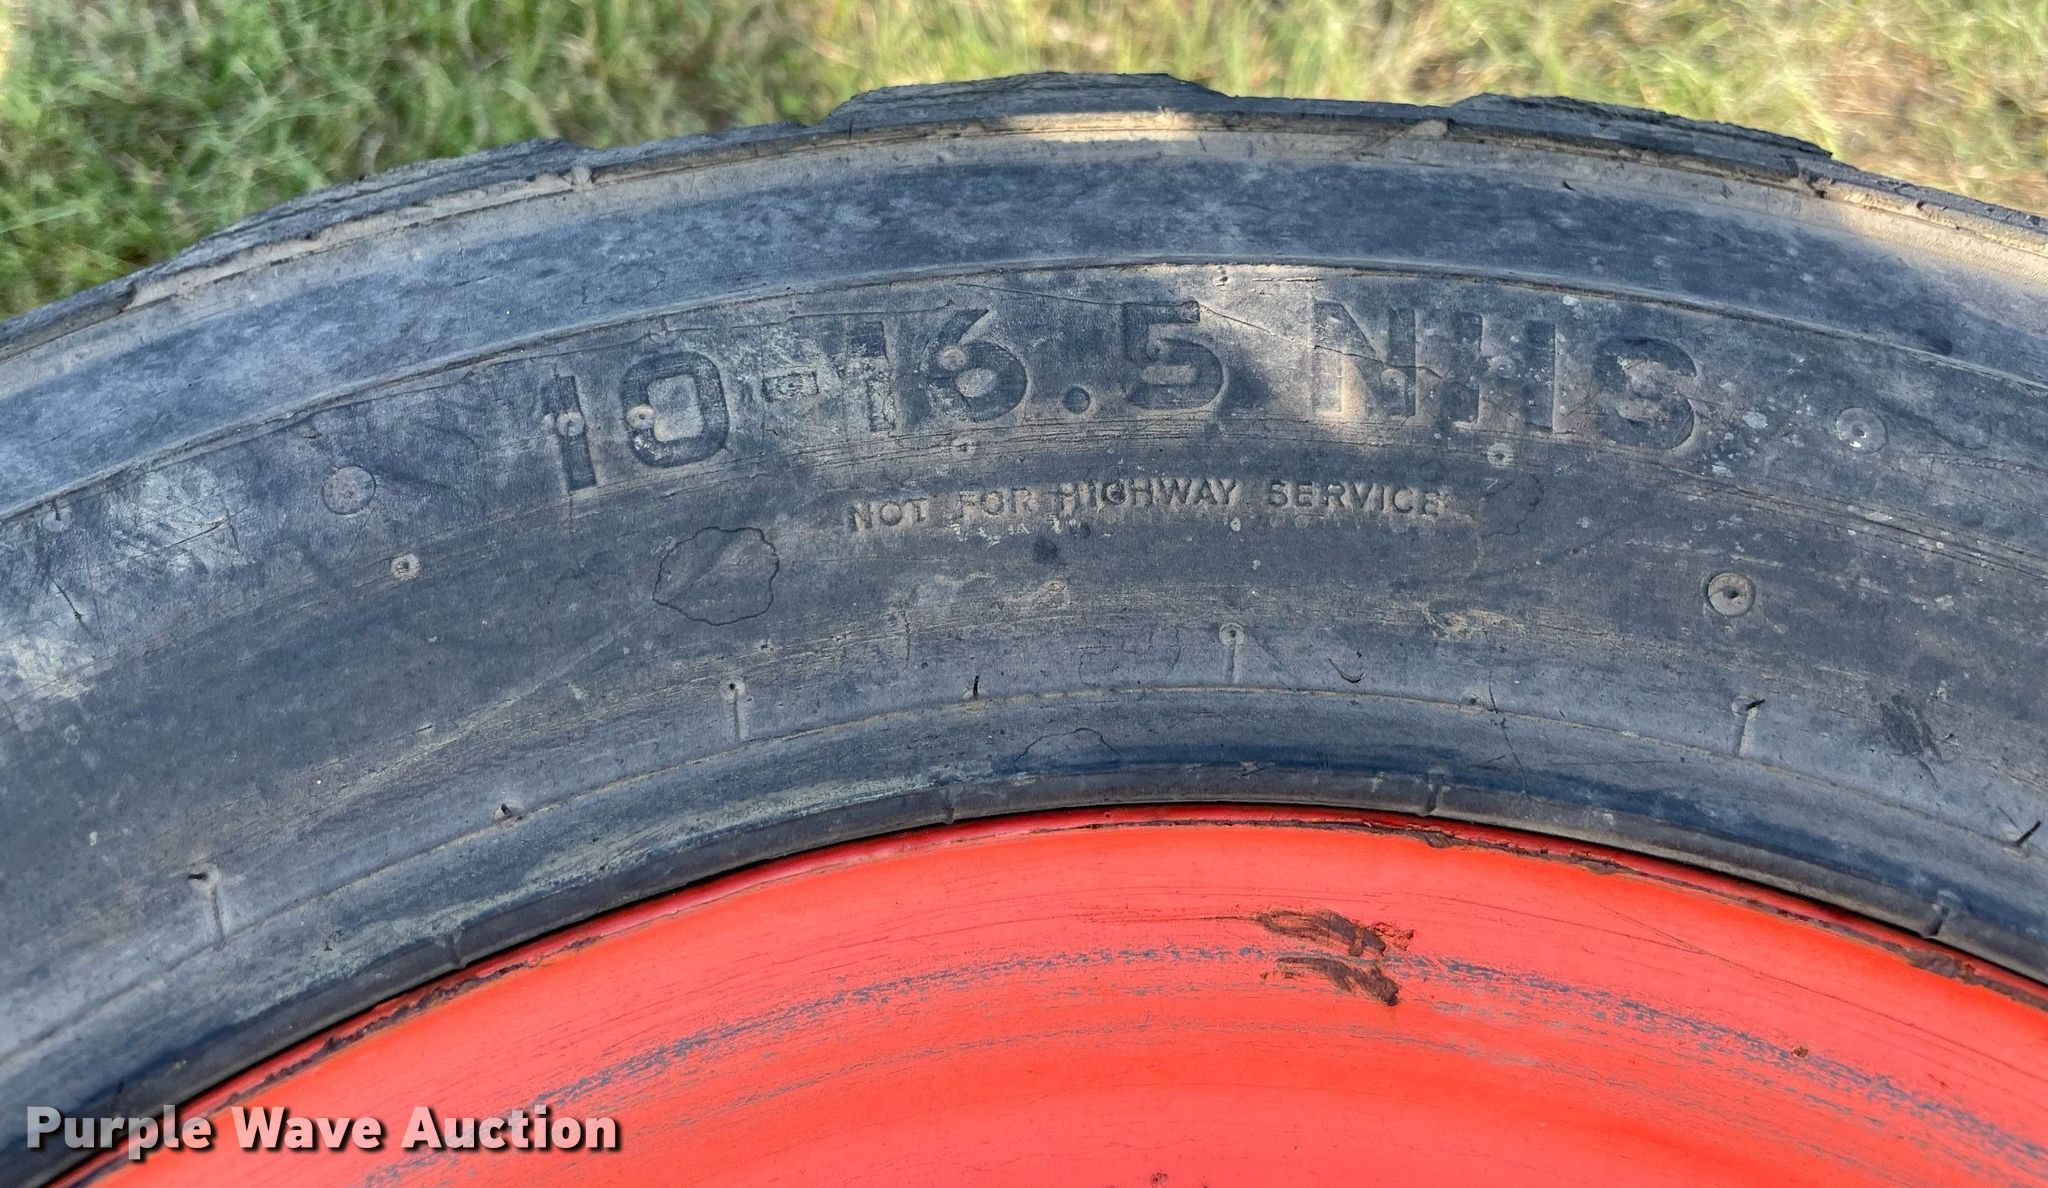 10-16.5 NHS
NOT FOR HIGHWAY SERVICE
Purple Wave Auction